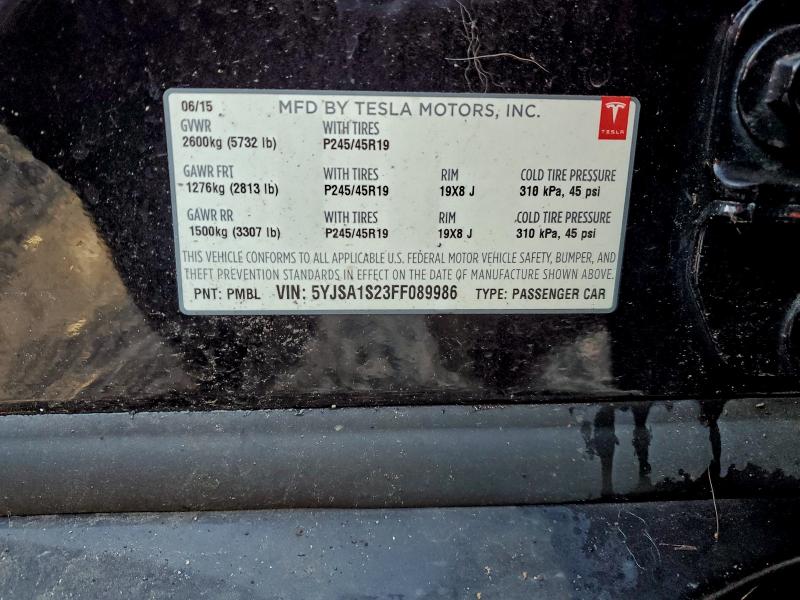 06/15 MFD BY TESLA MOTORS, INC.
TESLA
GVWR WITH TIRES
2600kg (5732 lb) P245/45R19
GAWR FRT WITH TIRES RIM COLD TIRE PRESSURE
1276kg (2813 lb) P245/45R19 19X8 J 310 kPa, 45 psi
GAWR RR WITH TIRES RIM COLD TIRE PRESSURE
1500kg (3307 lb) P245/45R19 19X8 J 310 kPa, 45 psi
THIS VEHICLE CONFORMS TO ALL APPLICABLE U.S. FEDERAL MOTOR VEHICLE SAFETY, BUMPER, AND
THEFT PREVENTION STANDARDS IN EFFECT ON THE DATE OF MANUFACTURE SHOWN ABOVE.
PNT: PMBL VIN: 5YJSA1S23FF089986 TYPE: PASSENGER CAR